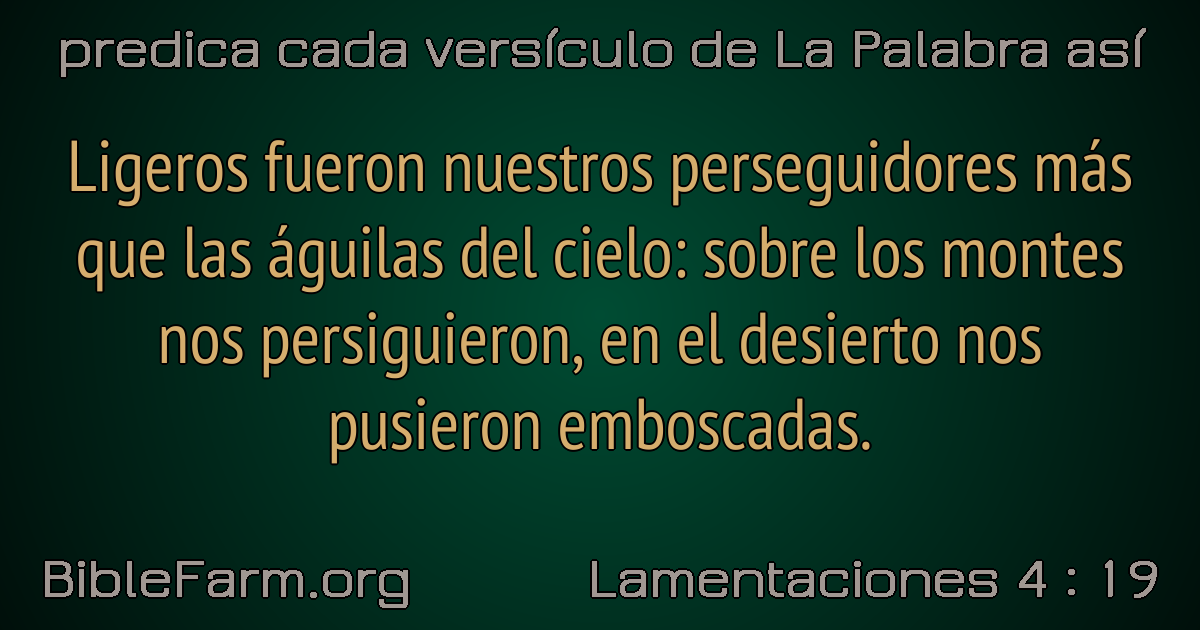 predica cada versículo de La Palabra así
Ligeros fueron nuestros perseguidores más
que las águilas del cielo: sobre los montes
nos persiguieron, en el desierto nos
pusieron emboscadas.
BibleFarm.org
Lamentaciones 4 : 19